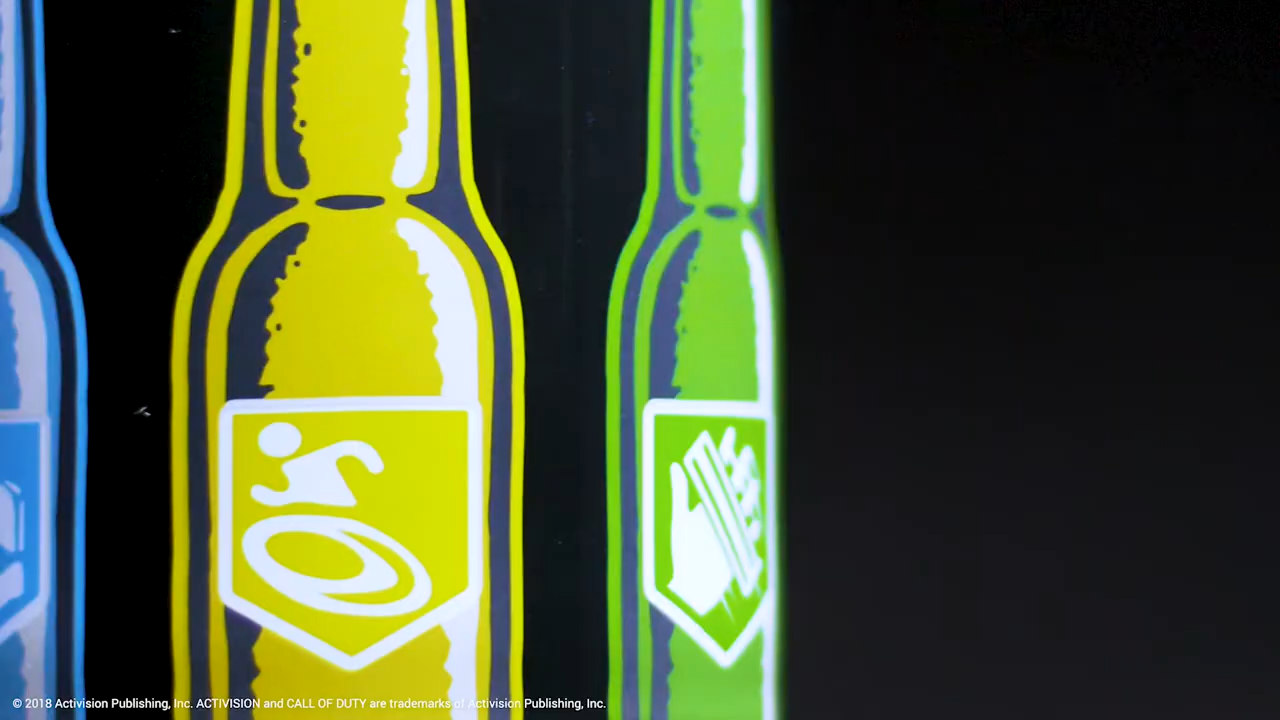 © 2018 Activision Publishing, Inc. ACTIVISION and CALL OF DUTY are trademarks of Activision Publishing, Inc.